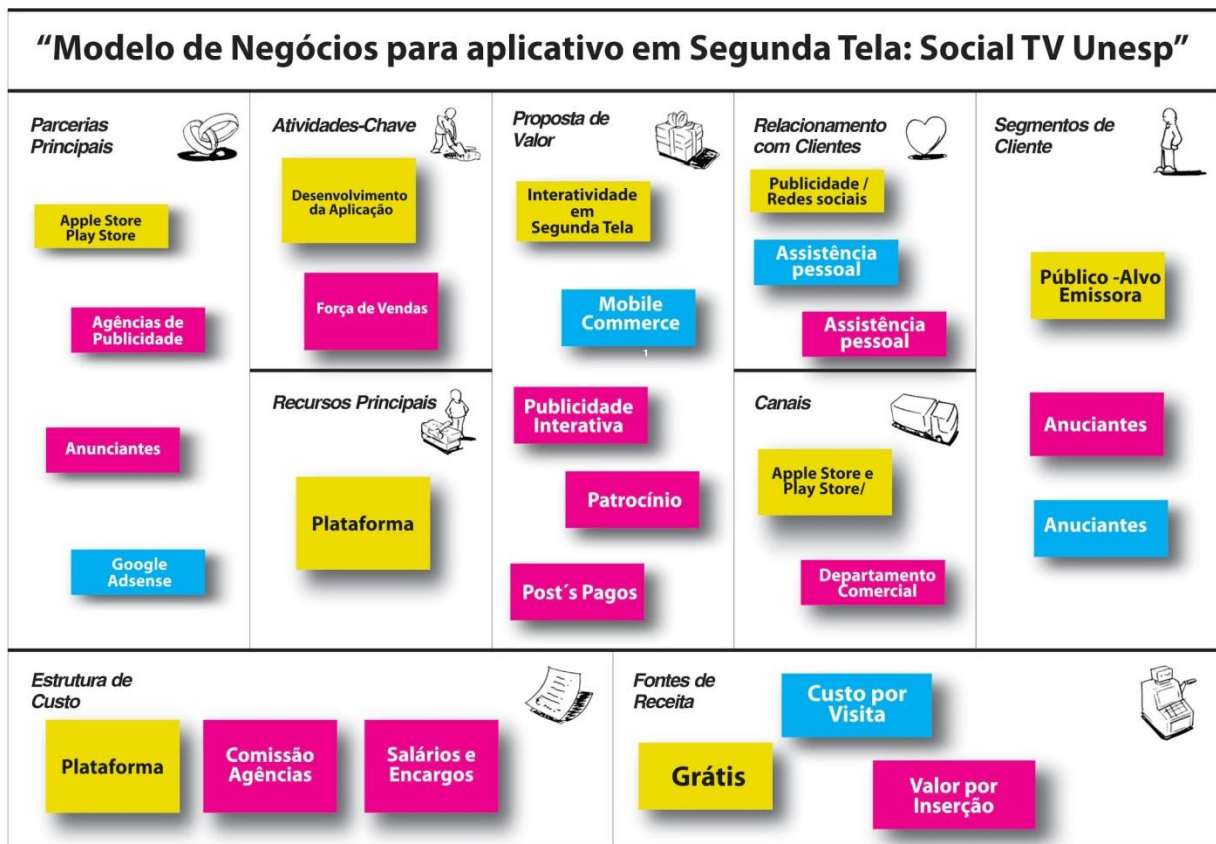 “Modelo de Negócios para aplicativo em Segunda Tela: Social TV Unesp”
Parcerias
Principais
Apple Store
Play Store
Agências de
Publicidade
Anunciantes
Google
Adsense
Atividades-Chave
Desenvolvimento
da Aplicação
Força de Vendas
Recursos Principais
Plataforma
Proposta de
Valor
Interatividade
em
Segunda Tela
Mobile
Commerce
1
Publicidade
Interativa
Patrocínio
Post´s Pagos
Relacionamento
com Clientes
Publicidade /
Redes sociais
Assistência
pessoal
Assistência
pessoal
Canais
Apple Store e
Play Store/
Departamento
Comercial
Segmentos de
Cliente
Público -Alvo
Emissora
Anuciantes
Anuciantes
Estrutura de
Custo
Plataforma
Comissão
Agências
Salários e
Encargos
Fontes de
Receita
Custo por
Visita
Grátis
Valor por
Inserção